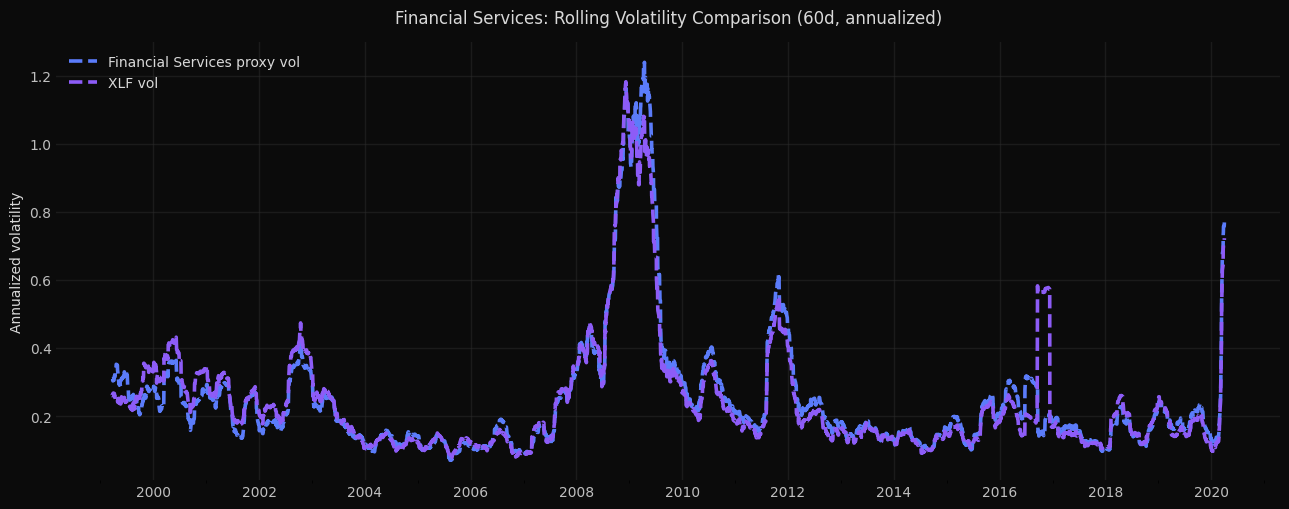 Financial Services: Rolling Volatility Comparison (60d, annualized)
Financial Services proxy vol
XLF vol
Annualized volatility
1.2
1.0
0.8
0.6
0.4
0.2
2000 2002 2004 2006 2008 2010 2012 2014 2016 2018 2020